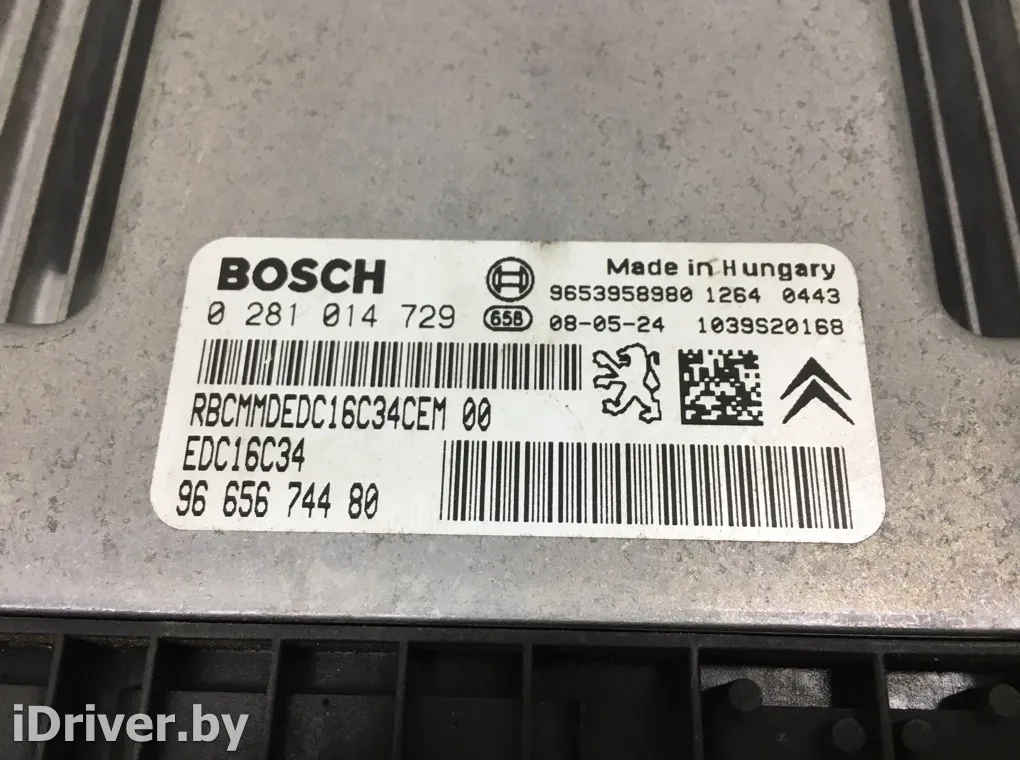 BOSCH
Made in Hungary
9653958980 1264 0443
0 281 014 729 65B 08-05-24 1039S20168
RBCMMDEDC16C34CEM 00
EDC16C34
96 656 744 80
iDriver.by